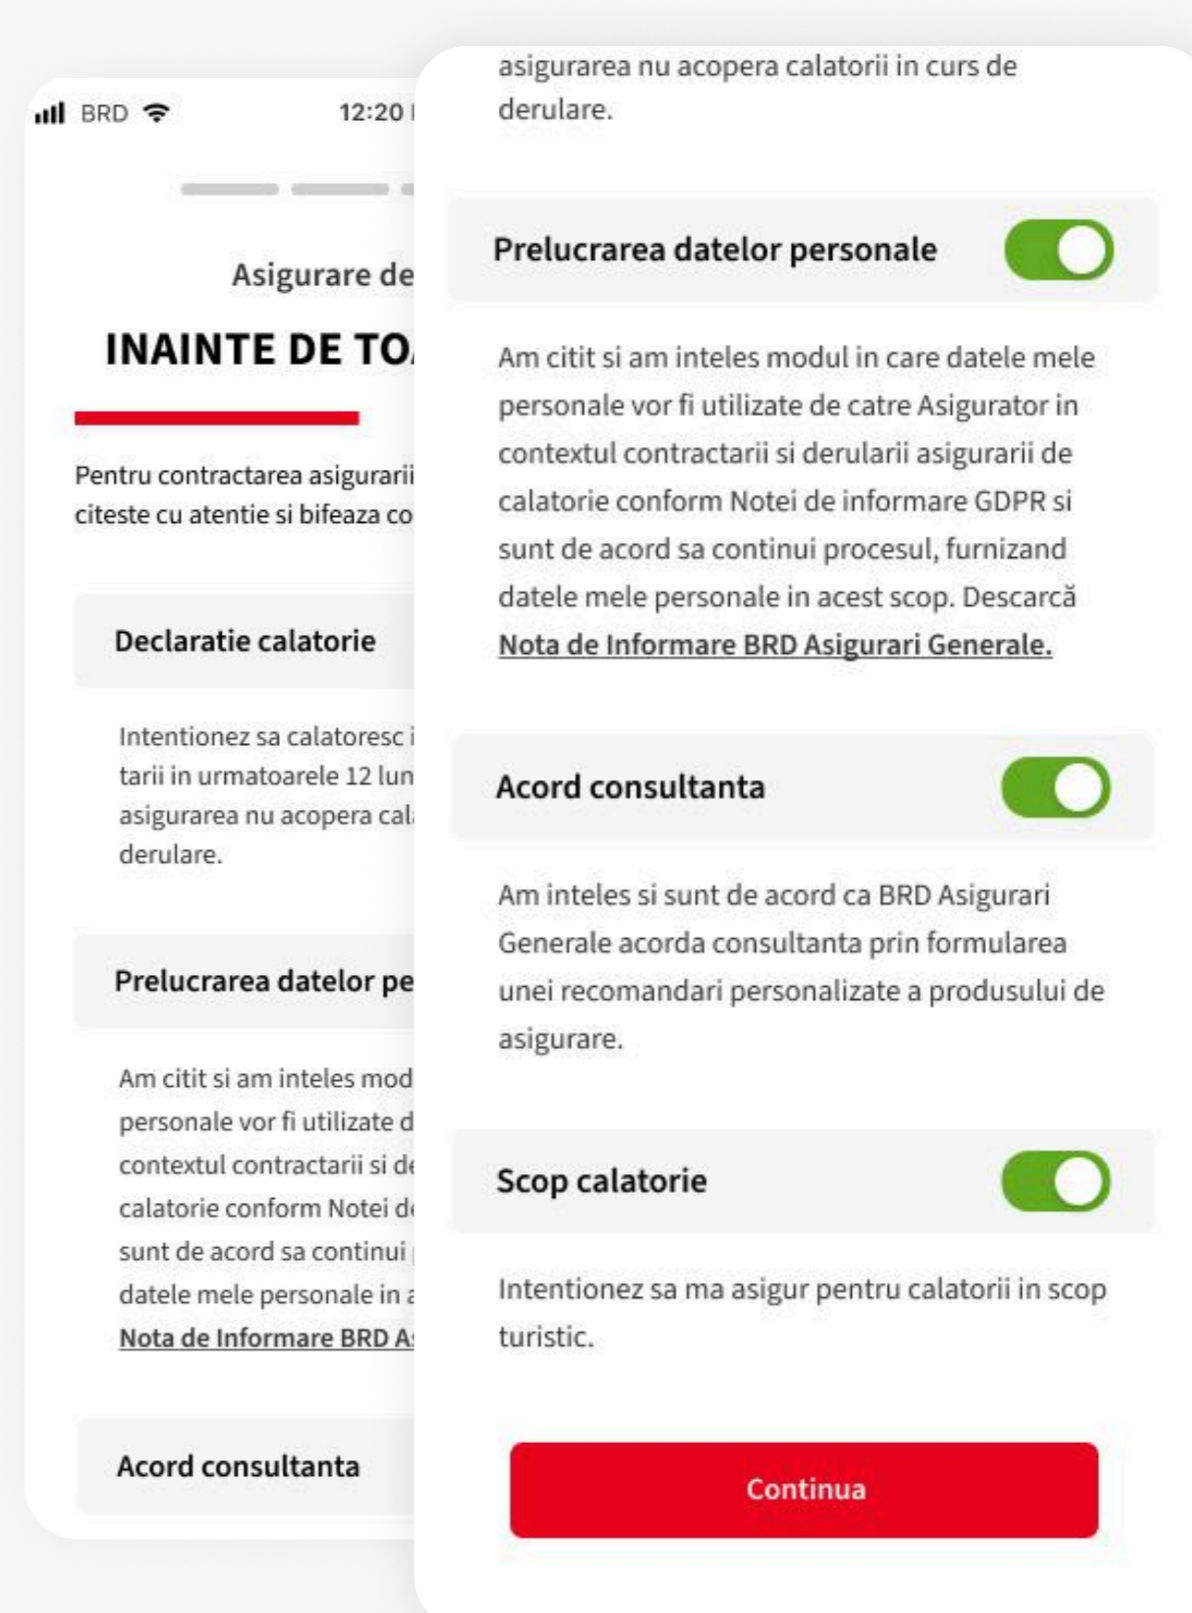 BRD
12:20
Asigurare de
INAINTE DE
Pentru contractarea asigurarii
citeste cu atentie si bifeaza
Declaratie calatorie
Intentionez sa calatoresc
tarii in urmatoarele 12
asigurarea nu acopera
derulare.
Prelucrarea datelor
Am citit si am inteles
personale vor fi utilizate
contextul contractarii si
calatorie conform Notei
sunt de acord sa continui
datele mele personale in
Nota de Informare BRD
Acord consultanta
asigurarea nu acopera calatorii in curs de
derulare.
Prelucrarea datelor personale
Am citit si am inteles modul in care datele mele
personale vor fi utilizate de catre Asigurator in
contextul contractarii si derularii asigurarii de
calatorie conform Notei de informare GDPR si
sunt de acord sa continui procesul, furnizand
datele mele personale in acest scop. Descarcă
Nota de Informare BRD Asigurari Generale.
Acord consultanta
Am inteles si sunt de acord ca BRD Asigurari
Generale acorda consultanta prin formularea
unei recomandari personalizate a produsului de
asigurare.
Scop calatorie
Intentionez sa ma asigur pentru calatorii in scop
turistic.
Continua